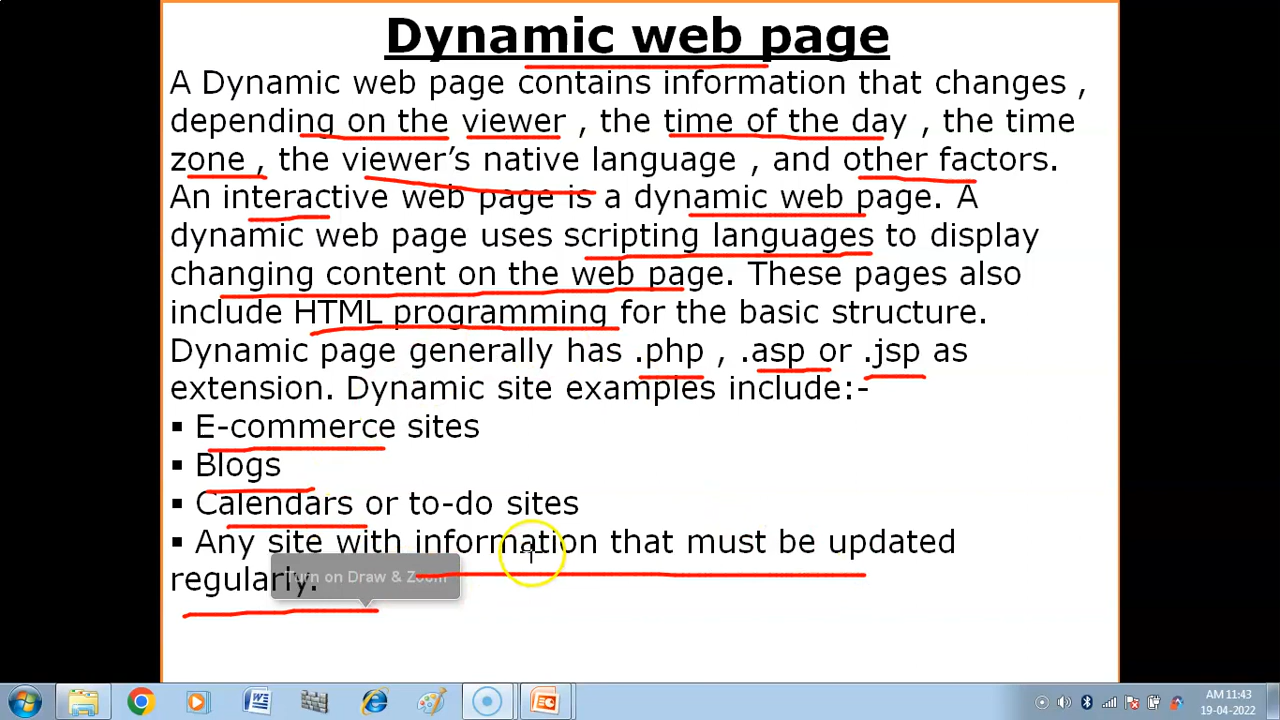 Dynamic web page
A Dynamic web page contains information that changes ,
depending on the viewer , the time of the day , the time
zone , the viewer's native language , and other factors.
An interactive web page is a dynamic web page. A
dynamic web page uses scripting languages to display
changing content on the web page. These pages also
include HTML programming for the basic structure.
Dynamic page generally has .php , .asp or .jsp as
extension. Dynamic site examples include:-
▪ E-commerce sites
▪ Blogs
▪ Calendars or to-do sites
▪ Any site with information that must be updated
regularly.
Turn on Draw & Zoom
AM 11:43
19-04-2022